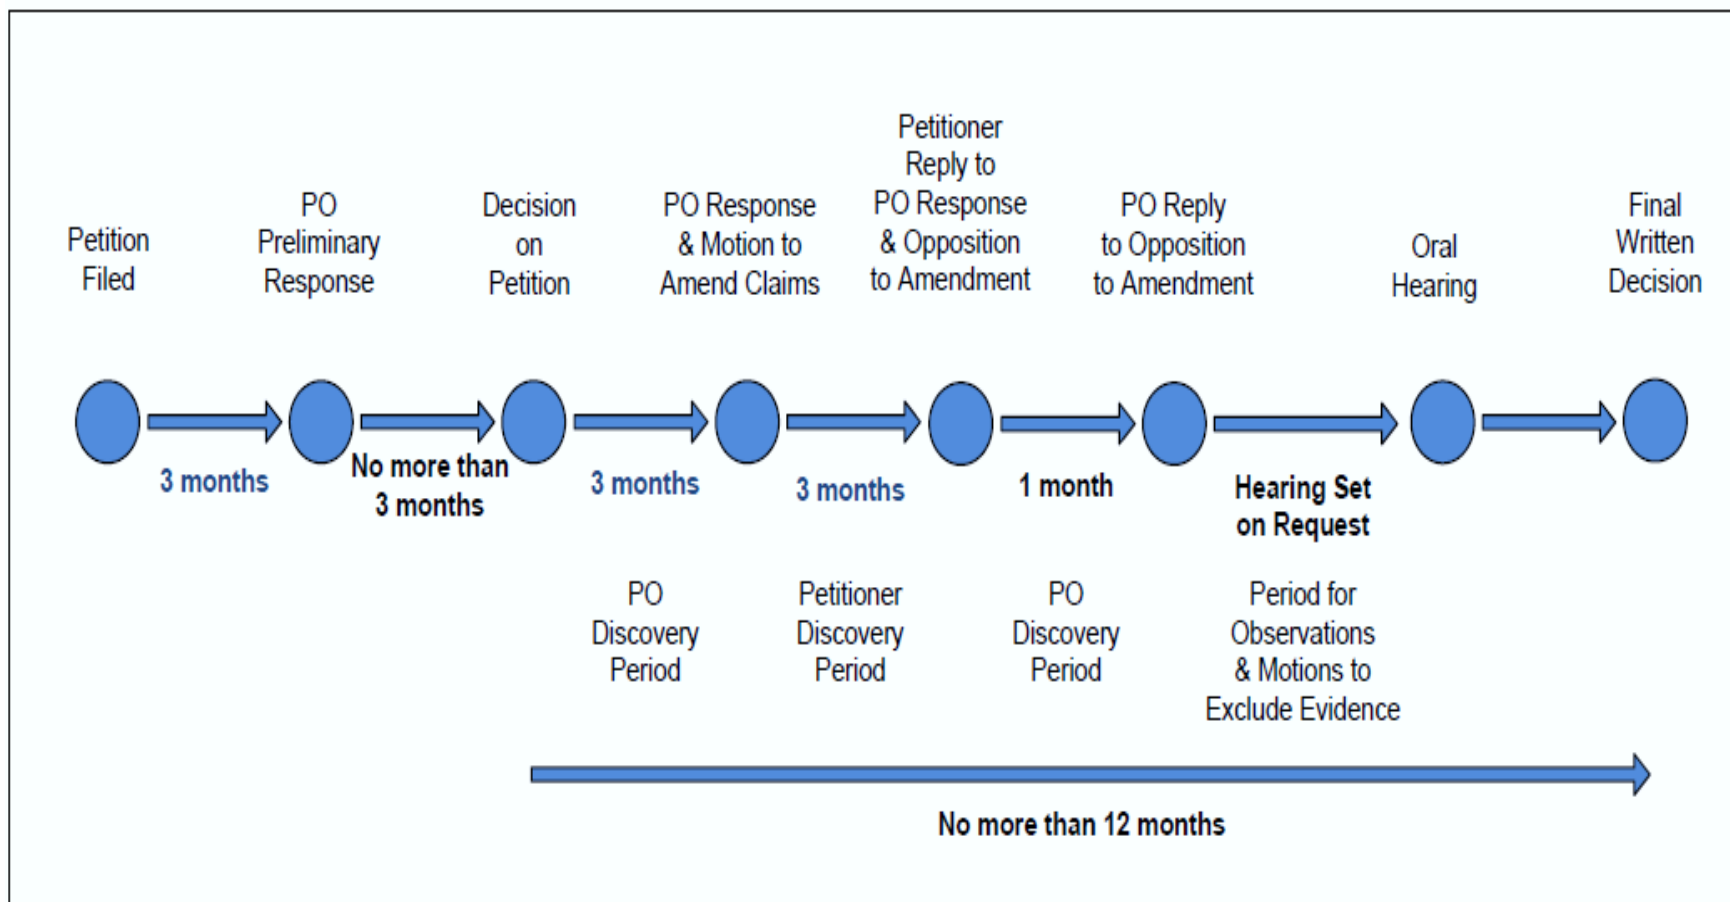 Petition
Filed
PO
Preliminary
Response
Decision
on
Petition
PO Response
& Motion to
Amend Claims
Petitioner
Reply to
PO Response
& Opposition
to Amendment
PO Reply
to Opposition
to Amendment
Oral
Hearing
Final
Written
Decision
3 months
No more than
3 months
3 months
3 months
1 month
Hearing Set
on Request
PO
Discovery
Period
Petitioner
Discovery
Period
PO
Discovery
Period
Period for
Observations
& Motions to
Exclude Evidence
No more than 12 months